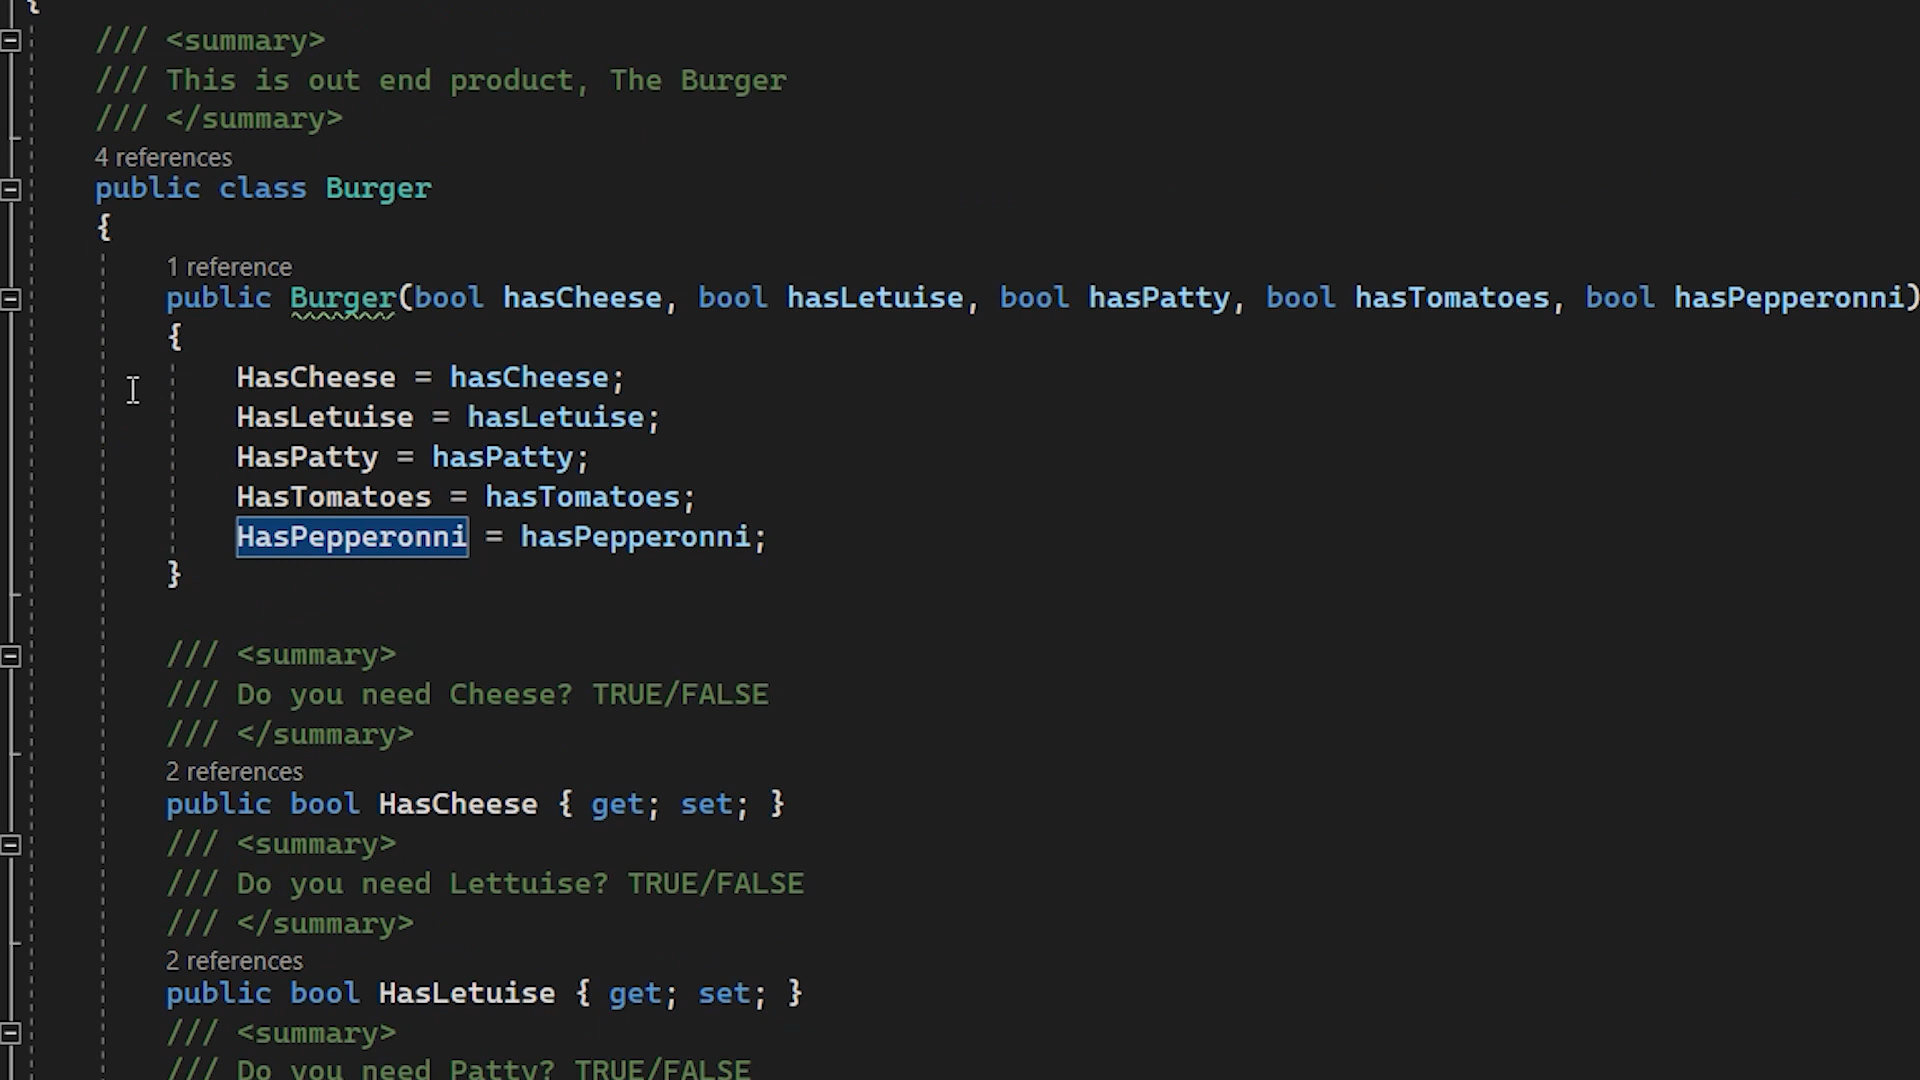 {
/// <summary>
/// This is out end product, The Burger
/// </summary>
4 references
public class Burger
{
1 reference
public Burger(bool hasCheese, bool hasLetuise, bool hasPatty, bool hasTomatoes, bool hasPepperonni)
{
HasCheese = hasCheese;
HasLetuise = hasLetuise;
HasPatty = hasPatty;
HasTomatoes = hasTomatoes;
HasPepperonni = hasPepperonni;
}
/// <summary>
/// Do you need Cheese? TRUE/FALSE
/// </summary>
2 references
public bool HasCheese { get; set; }
/// <summary>
/// Do you need Lettuise? TRUE/FALSE
/// </summary>
2 references
public bool HasLetuise { get; set; }
/// <summary>
/// Do you need Patty? TRUE/FALSE